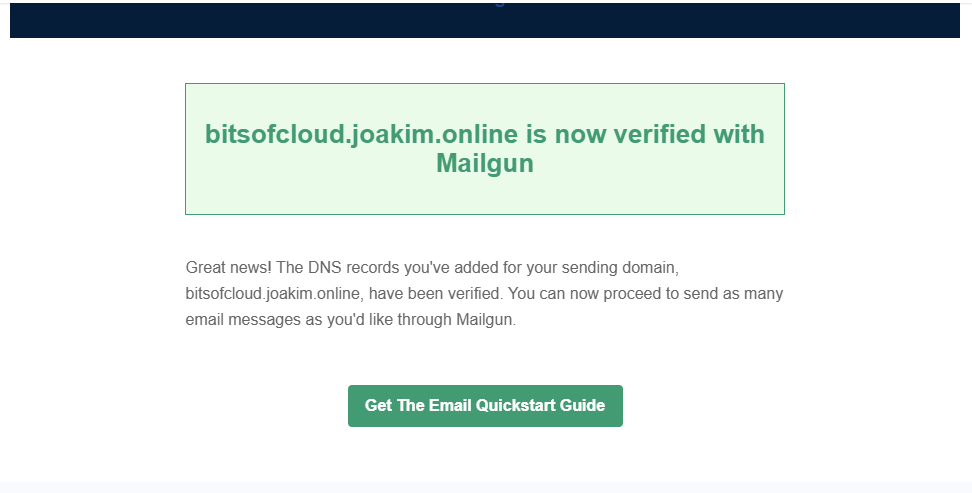 bitsofcloud.joakim.online is now verified with
Mailgun
Great news! The DNS records you've added for your sending domain,
bitsofcloud.joakim.online, have been verified. You can now proceed to send as many
email messages as you'd like through Mailgun.
Get The Email Quickstart Guide